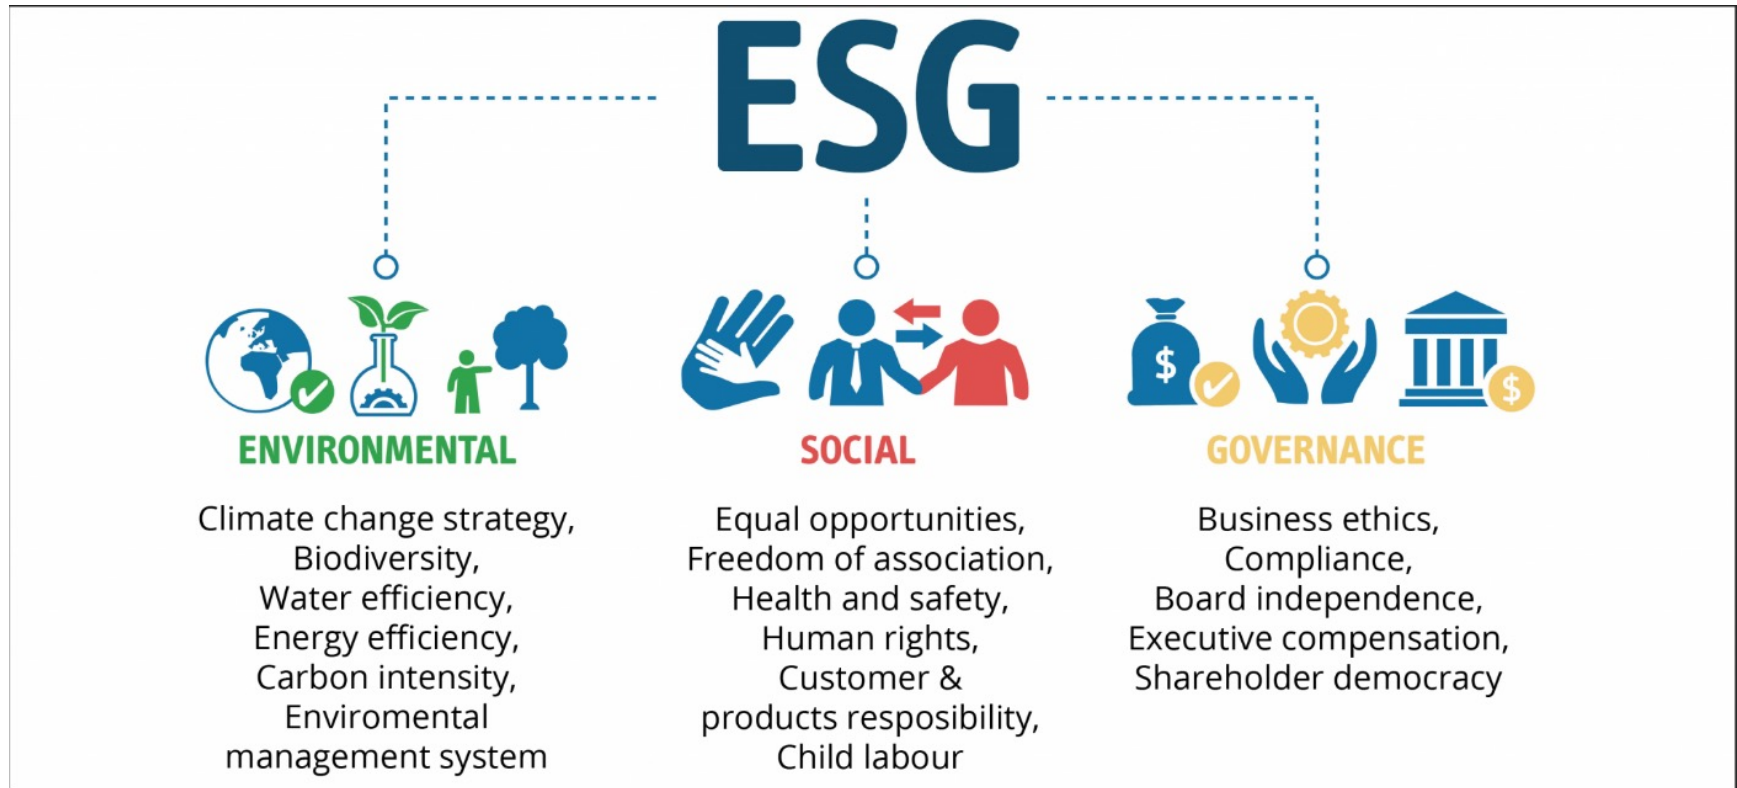 ESG
ENVIRONMENTAL
Climate change strategy,
Biodiversity,
Water efficiency,
Energy efficiency,
Carbon intensity,
Enviromental
management system
SOCIAL
Equal opportunities,
Freedom of association,
Health and safety,
Human rights,
Customer &
products resposibility,
Child labour
$
$
GOVERNANCE
Business ethics,
Compliance,
Board independence,
Executive compensation,
Shareholder democracy